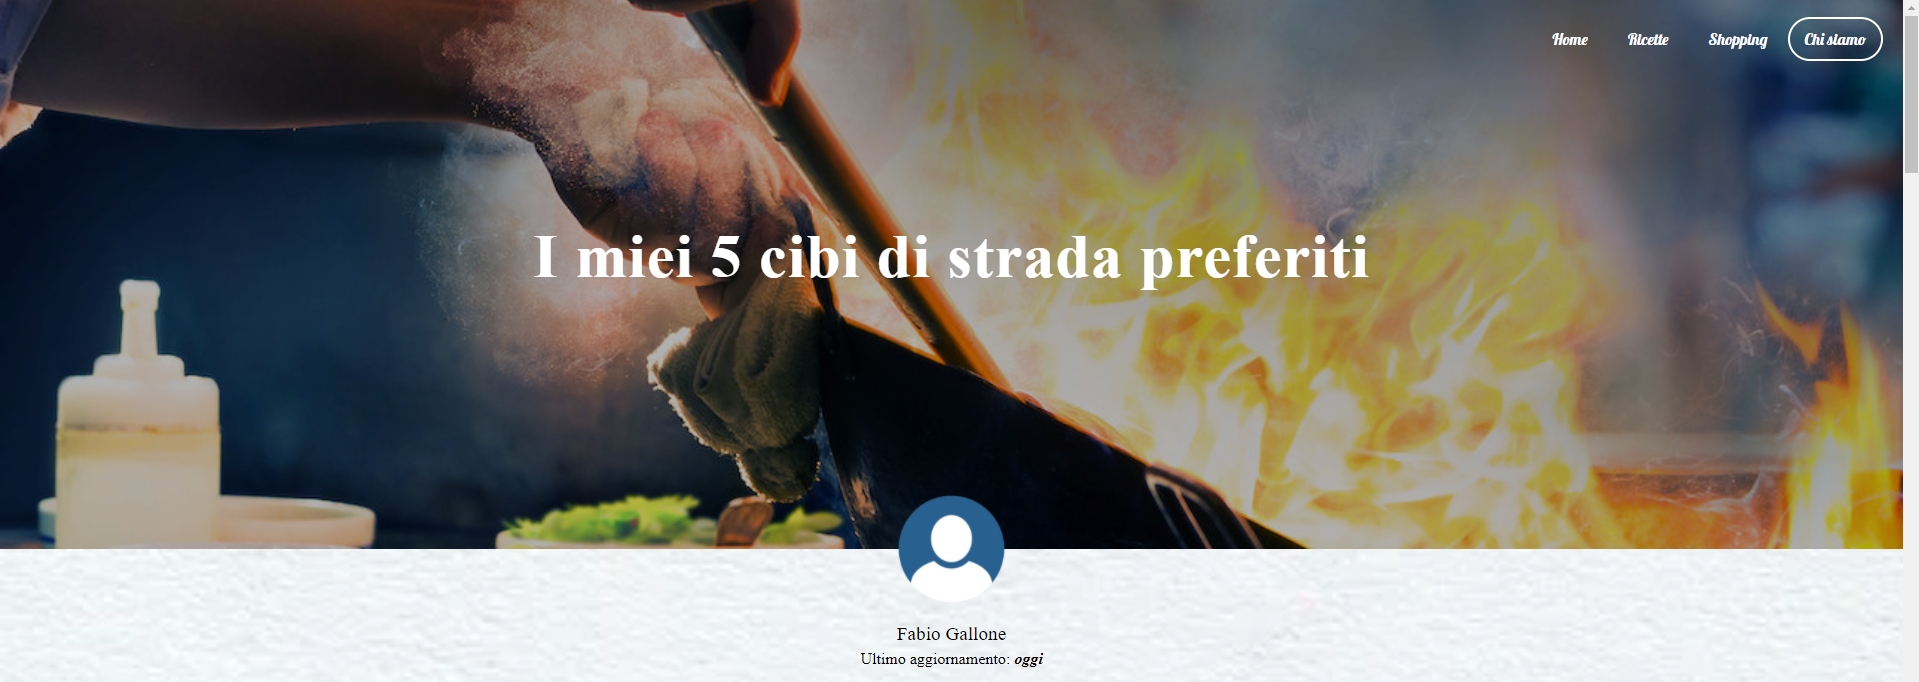 Home Ricette Shopping Chi siamo
I miei 5 cibi di strada preferiti
Fabio Gallone
Ultimo aggiornamento: oggi